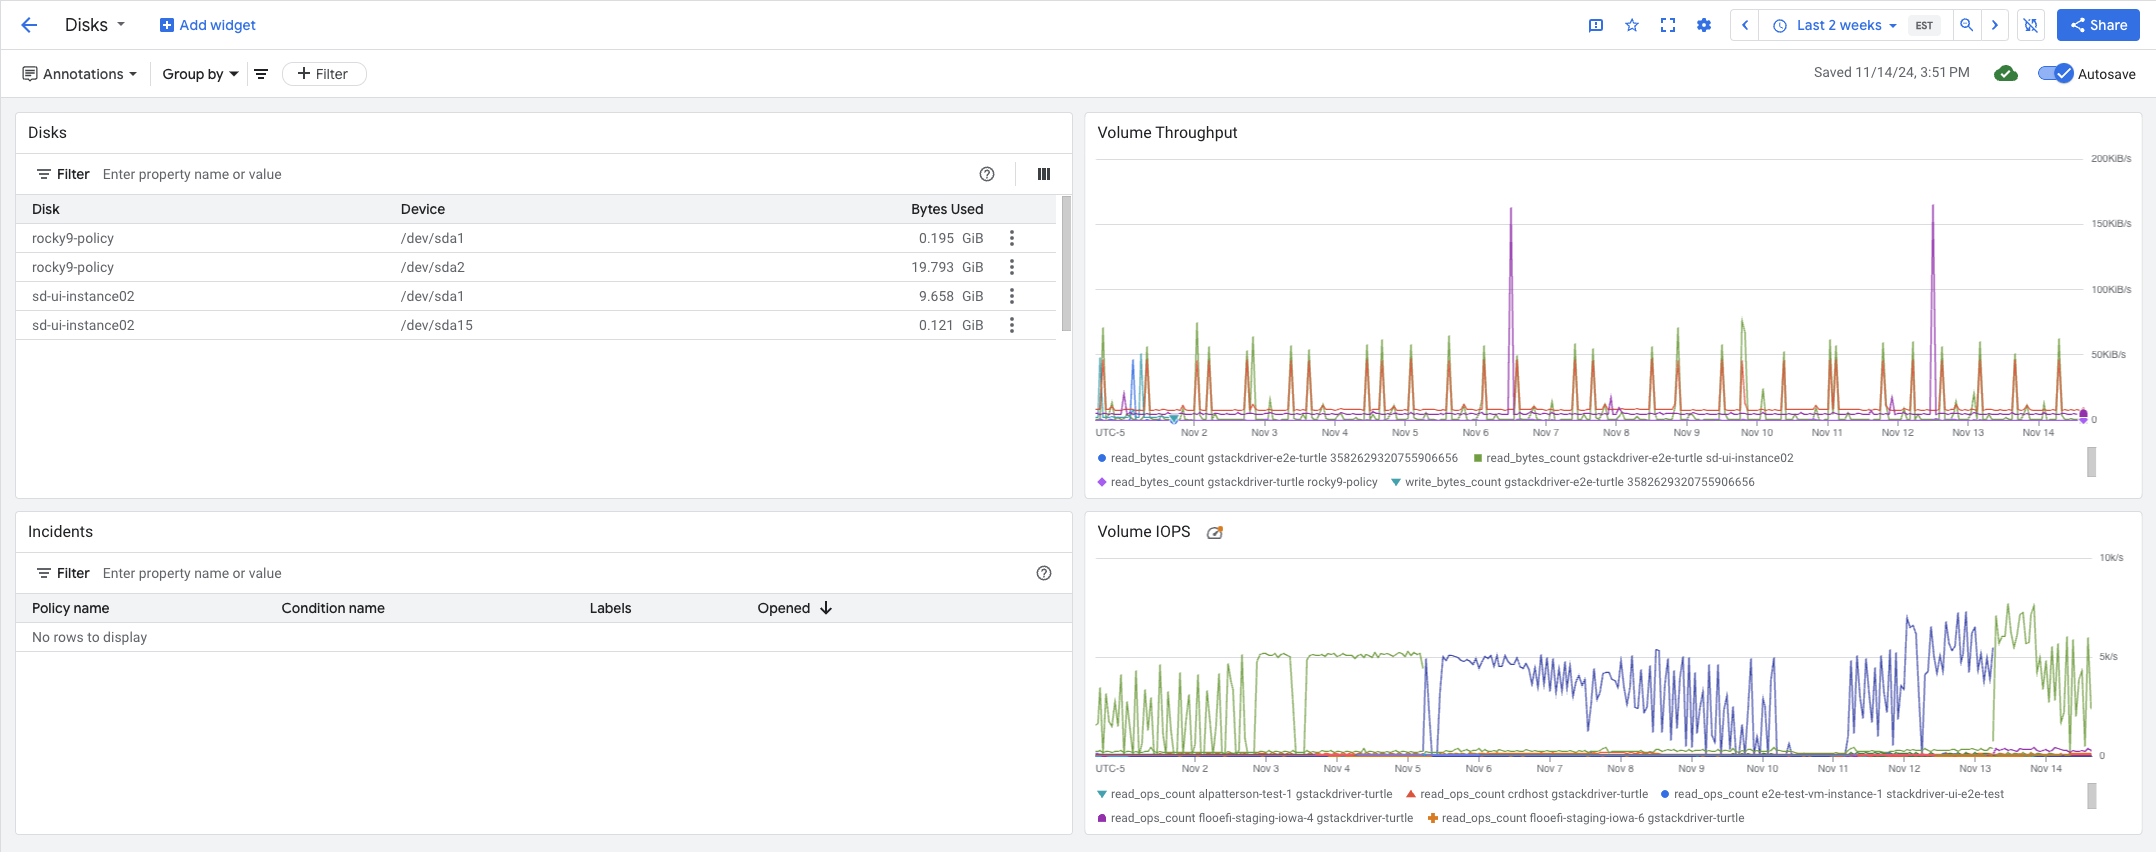 Disks
Add widget
Last 2 weeks
EST
Share
Annotations
Group by
Filter
Saved 11/14/24, 3:51 PM
Autosave
Disks
Filter Enter property name or value
Disk Device Bytes Used
rocky9-policy /dev/sda1 0.195 GiB
rocky9-policy /dev/sda2 19.793 GiB
sd-ui-instance02 /dev/sda1 9.658 GiB
sd-ui-instance02 /dev/sda15 0.121 GiB
Volume Throughput
200KiB/s
150KiB/s
100KiB/s
50KiB/s
0
UTC-5 Nov 2 Nov 3 Nov 4 Nov 5 Nov 6 Nov 7 Nov 8 Nov 9 Nov 10 Nov 11 Nov 12 Nov 13 Nov 14
read_bytes_count gstackdriver-e2e-turtle 3582629320755906656 read_bytes_count gstackdriver-e2e-turtle sd-ui-instance02
read_bytes_count gstackdriver-turtle rocky9-policy write_bytes_count gstackdriver-e2e-turtle 3582629320755906656
Incidents
Filter Enter property name or value
Policy name Condition name Labels Opened
No rows to display
Volume IOPS
10k/s
5k/s
0
UTC-5 Nov 2 Nov 3 Nov 4 Nov 5 Nov 6 Nov 7 Nov 8 Nov 9 Nov 10 Nov 11 Nov 12 Nov 13 Nov 14
read_ops_count alpatterson-test-1 gstackdriver-turtle read_ops_count crdhost gstackdriver-turtle read_ops_count e2e-test-vm-instance-1 stackdriver-ui-e2e-test
read_ops_count flooefi-staging-iowa-4 gstackdriver-turtle read_ops_count flooefi-staging-iowa-6 gstackdriver-turtle